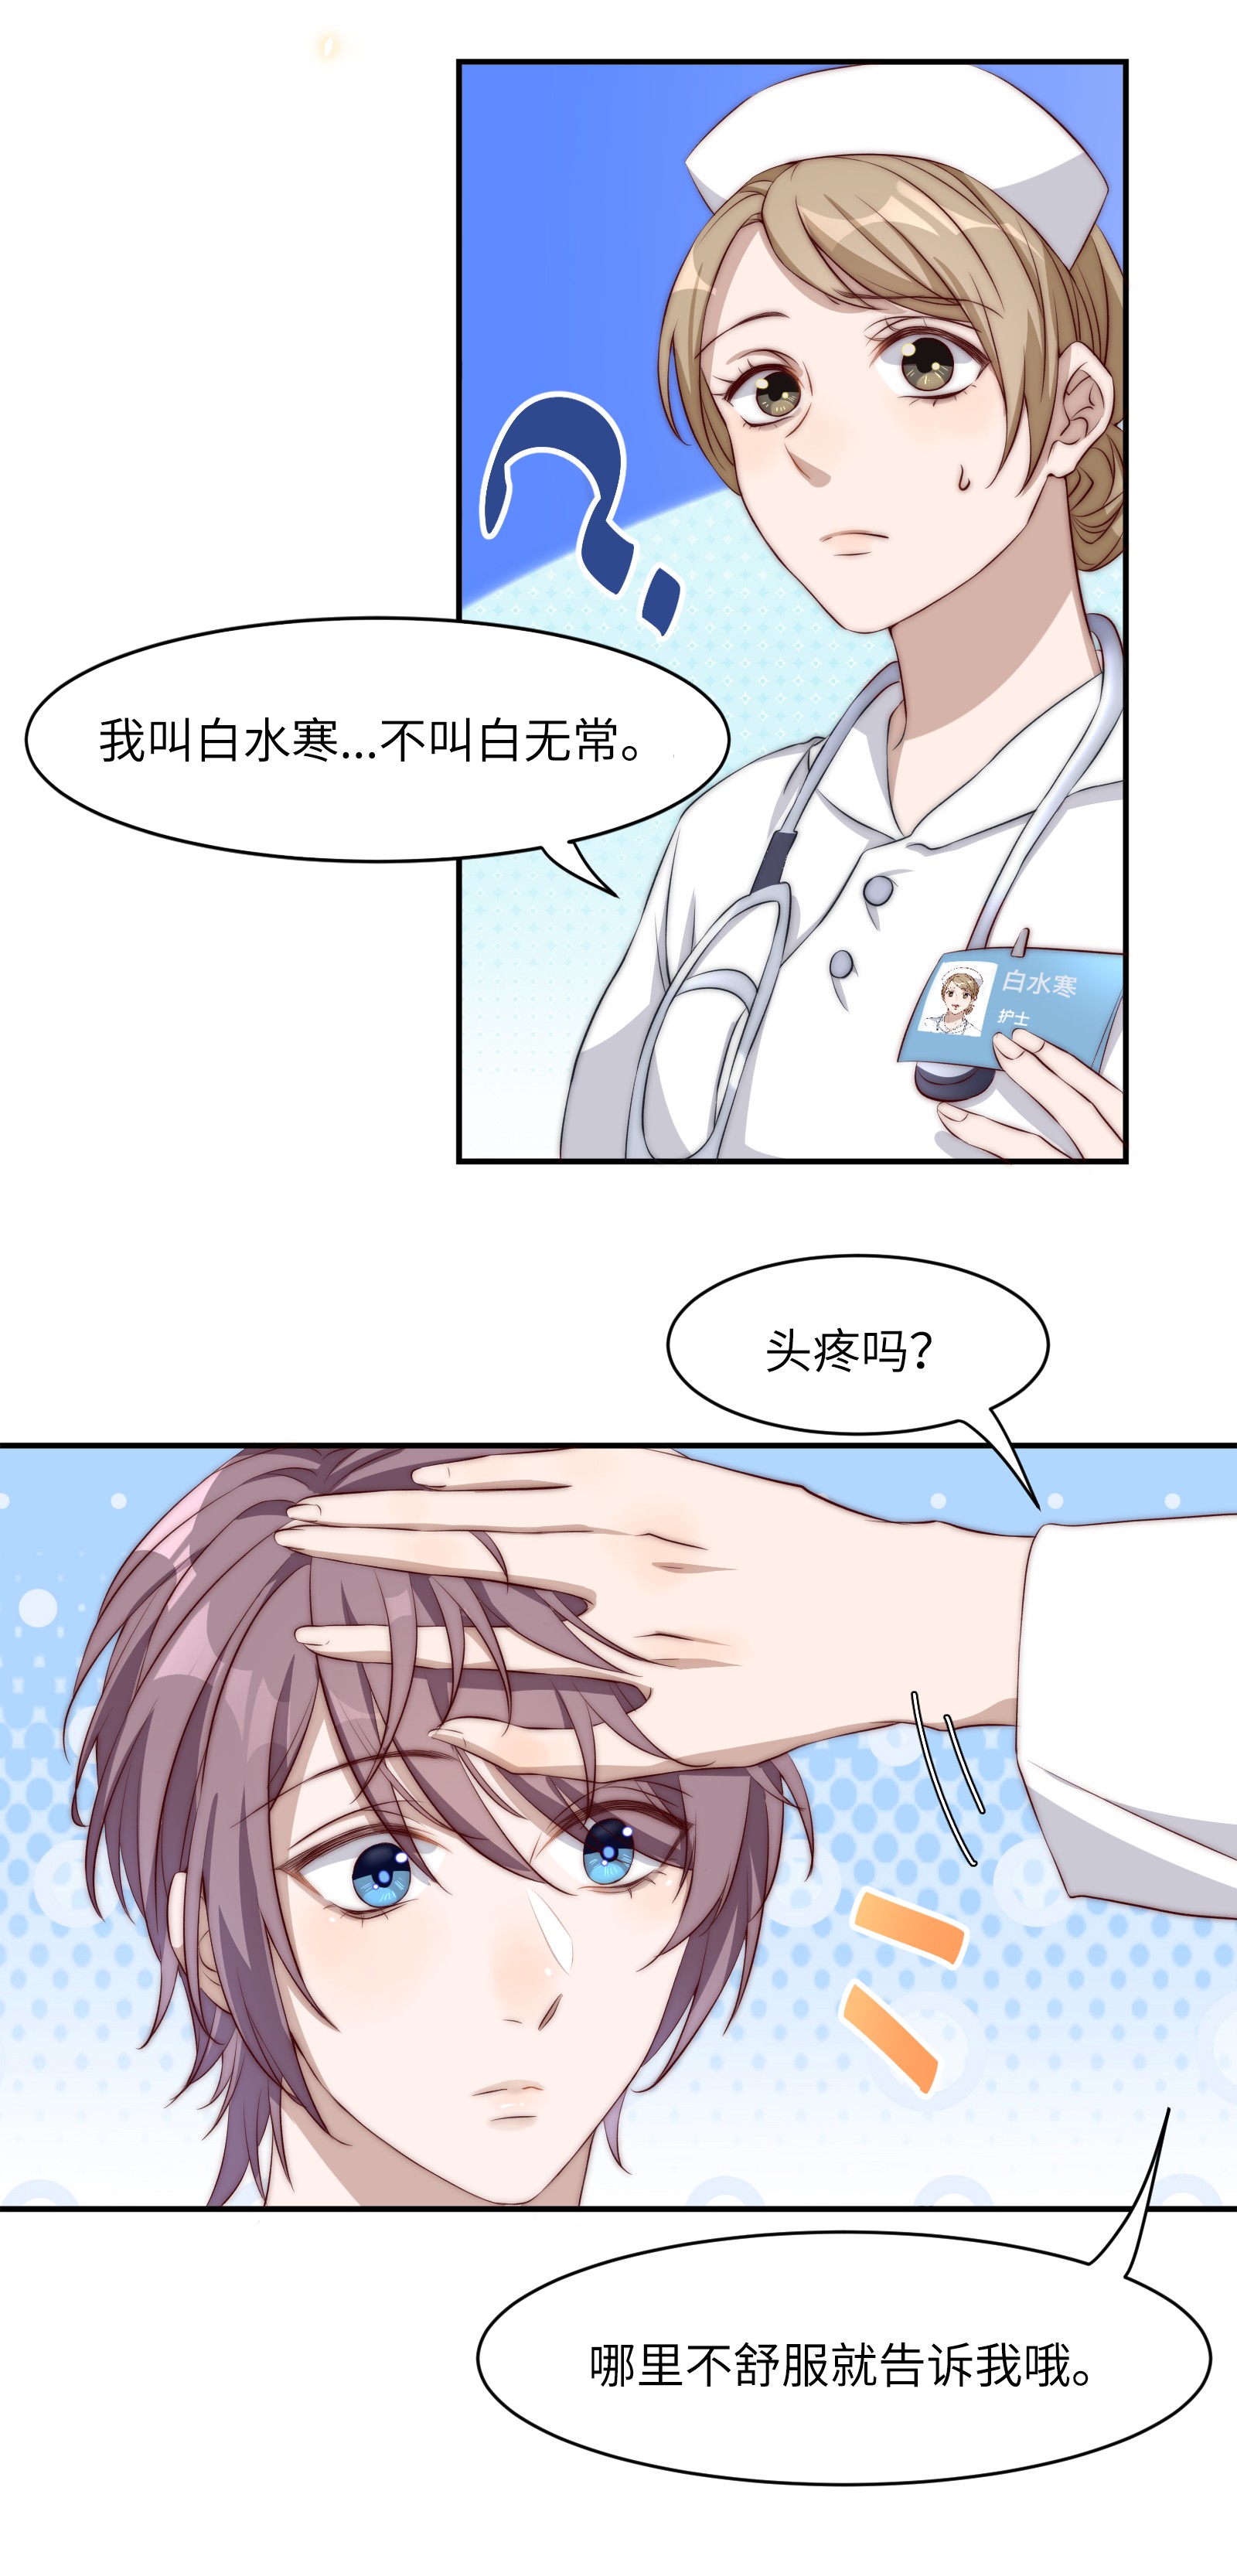 我叫白水寒...不叫白无常。
白水寒
护士
头疼吗?
哪里不舒服就告诉我哦。